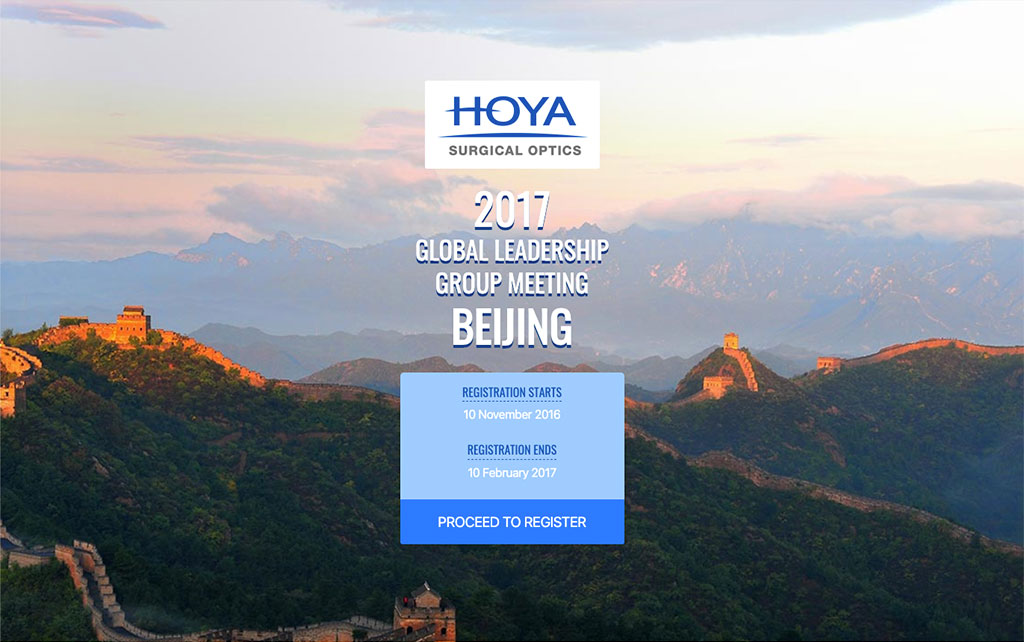 HOYA
SURGICAL OPTICS
2017
GLOBAL LEADERSHIP
GROUP MEETING
BEIJING
REGISTRATION STARTS
10 November 2016
REGISTRATION ENDS
10 February 2017
PROCEED TO REGISTER